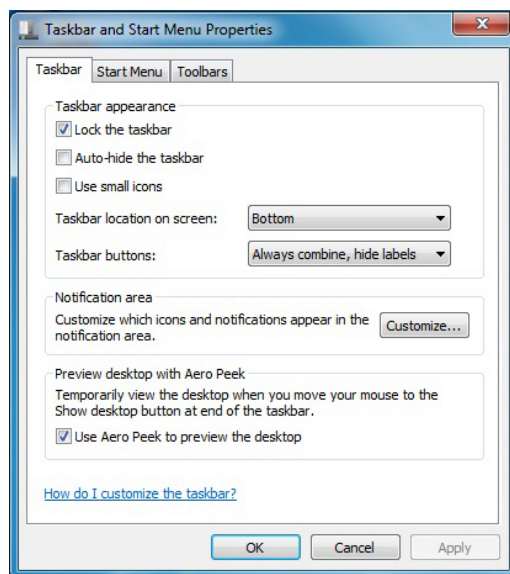 Taskbar and Start Menu Properties
Taskbar Start Menu Toolbars
Taskbar appearance
Lock the taskbar
Auto-hide the taskbar
Use small icons
Taskbar location on screen: Bottom
Taskbar buttons: Always combine, hide labels
Notification area
Customize which icons and notifications appear in the
notification area.
Customize...
Preview desktop with Aero Peek
Temporarily view the desktop when you move your mouse to the
Show desktop button at end of the taskbar.
Use Aero Peek to preview the desktop
How do I customize the taskbar?
OK Cancel Apply